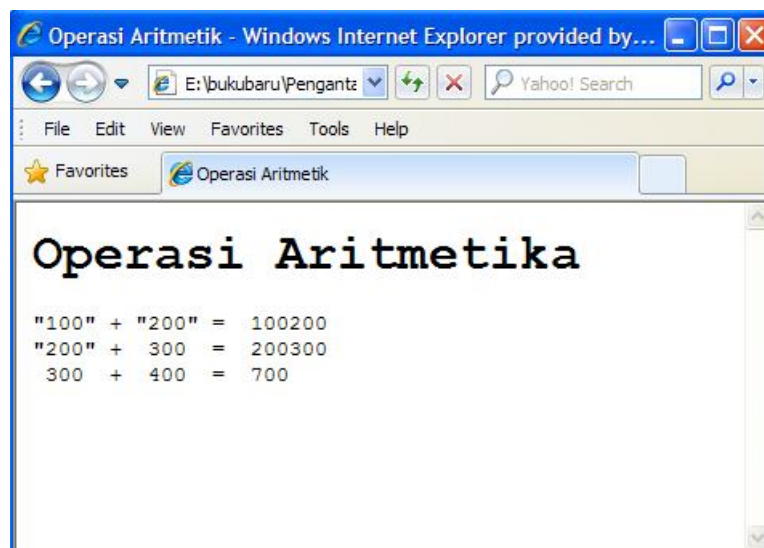 Operasi Aritmetik - Windows Internet Explorer provided by...
E:\bukubaru\Penganta
Yahoo! Search
File Edit View Favorites Tools Help
Favorites Operasi Aritmetik
Operasi Aritmetika
"100" + "200" = 100200
"200" + 300 = 200300
300 + 400 = 700